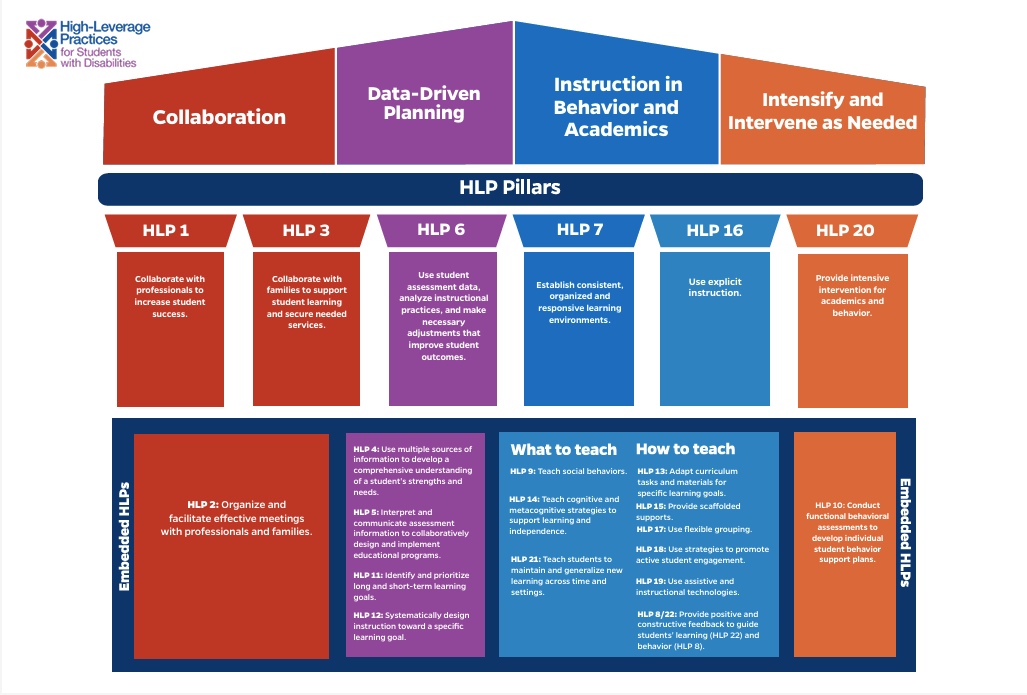 High-Leverage
Practices
for Students
with Disabilities
Collaboration
Data-Driven
Planning
Instruction in
Behavior and
Academics
Intensify and
Intervene as Needed
HLP Pillars
HLP 1
HLP 3
HLP 6
HLP 7
HLP 16
HLP 20
Collaborate with
professionals to
increase student
success.
Collaborate with
families to support
student learning
and secure needed
services.
Use student
assessment data,
analyze instructional
practices, and make
necessary
adjustments that
improve student
outcomes.
Establish consistent,
organized and
responsive learning
environments.
Use explicit
instruction.
Provide intensive
intervention for
academics and
behavior.
Embedded HLPs
HLP 2: Organize and
facilitate effective meetings
with professionals and families.
HLP 4: Use multiple sources of
information to develop a
comprehensive understanding
of a student's strengths and
needs.
HLP 5: Interpret and
communicate assessment
information to collaboratively
design and implement
educational programs.
HLP 11: Identify and prioritize
long and short-term learning
goals.
HLP 12: Systematically design
instruction toward a specific
learning goal.
What to teach
HLP 9: Teach social behaviors.
HLP 14: Teach cognitive and
metacognitive strategies to
support learning and
independence.
HLP 21: Teach students to
maintain and generalize new
learning across time and
settings.
How to teach
HLP 13: Adapt curriculum
tasks and materials for
specific learning goals.
HLP 15: Provide scaffolded
supports.
HLP 17: Use flexible grouping.
HLP 18: Use strategies to promote
active student engagement.
HLP 19: Use assistive and
instructional technologies.
HLP 8/22: Provide positive and
constructive feedback to guide
students' learning (HLP 22) and
behavior (HLP 8).
HLP 10: Conduct
functional behavioral
assessments to
develop individual
student behavior
support plans.
Embedded HLPs